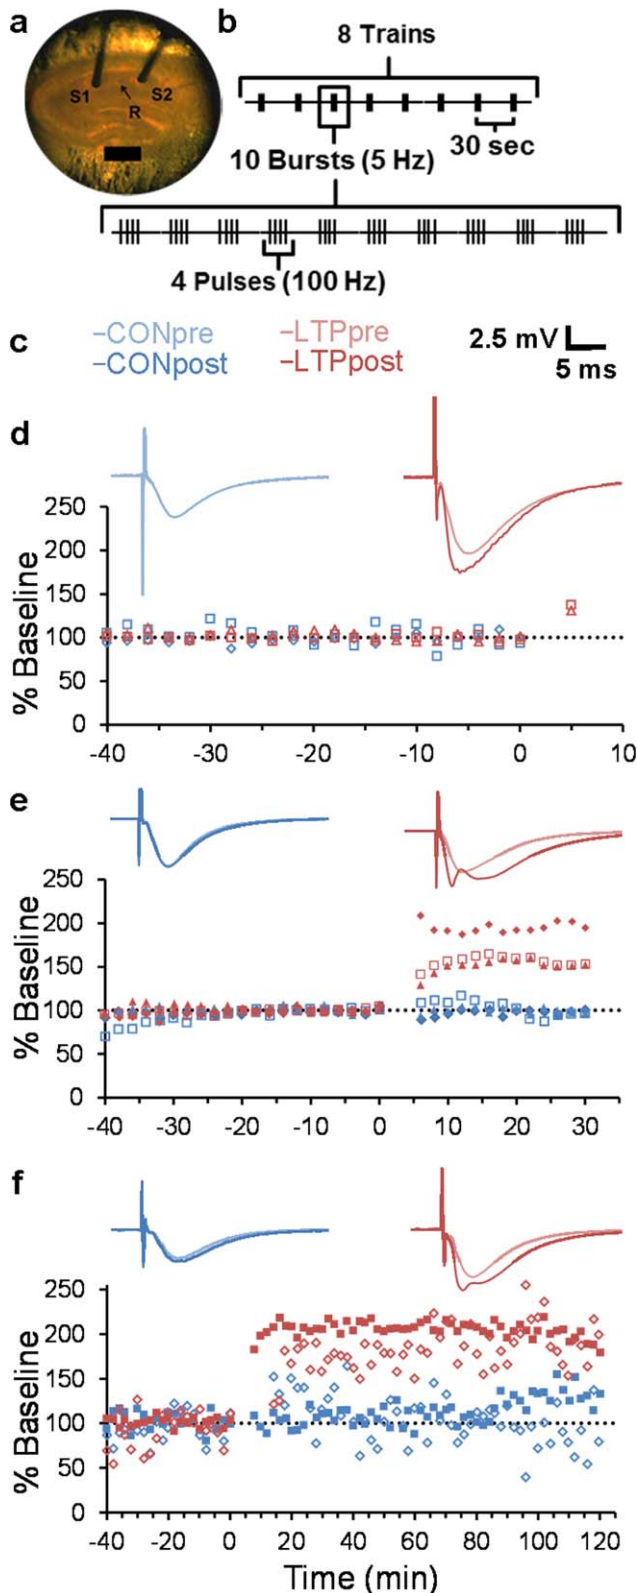 a
S1
S2
R
b
8 Trains
30 sec
10 Bursts (5 Hz)
4 Pulses (100 Hz)
c
–CONpre
–CONpost
–LTPpre
–LTPpost
2.5 mV
5 ms
d
% Baseline
250
200
150
100
50
0
-40 -30 -20 -10 0 10
e
% Baseline
250
200
150
100
50
0
-40 -30 -20 -10 0 10 20 30
f
% Baseline
250
200
150
100
50
0
-40 -20 0 20 40 60 80 100 120
Time (min)